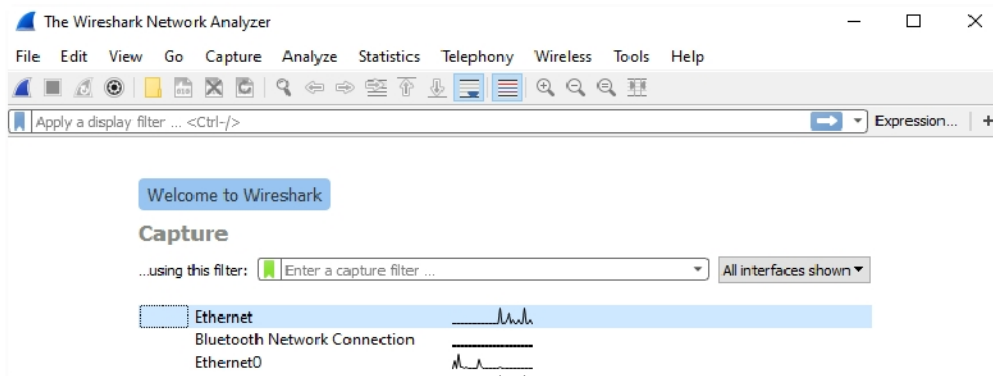 The Wireshark Network Analyzer
File Edit View Go Capture Analyze Statistics Telephony Wireless Tools Help
Apply a display filter ... <Ctrl-/> Expression... +
Welcome to Wireshark
Capture
...using this filter: Enter a capture filter ... All interfaces shown
Ethernet
Bluetooth Network Connection
Ethernet0